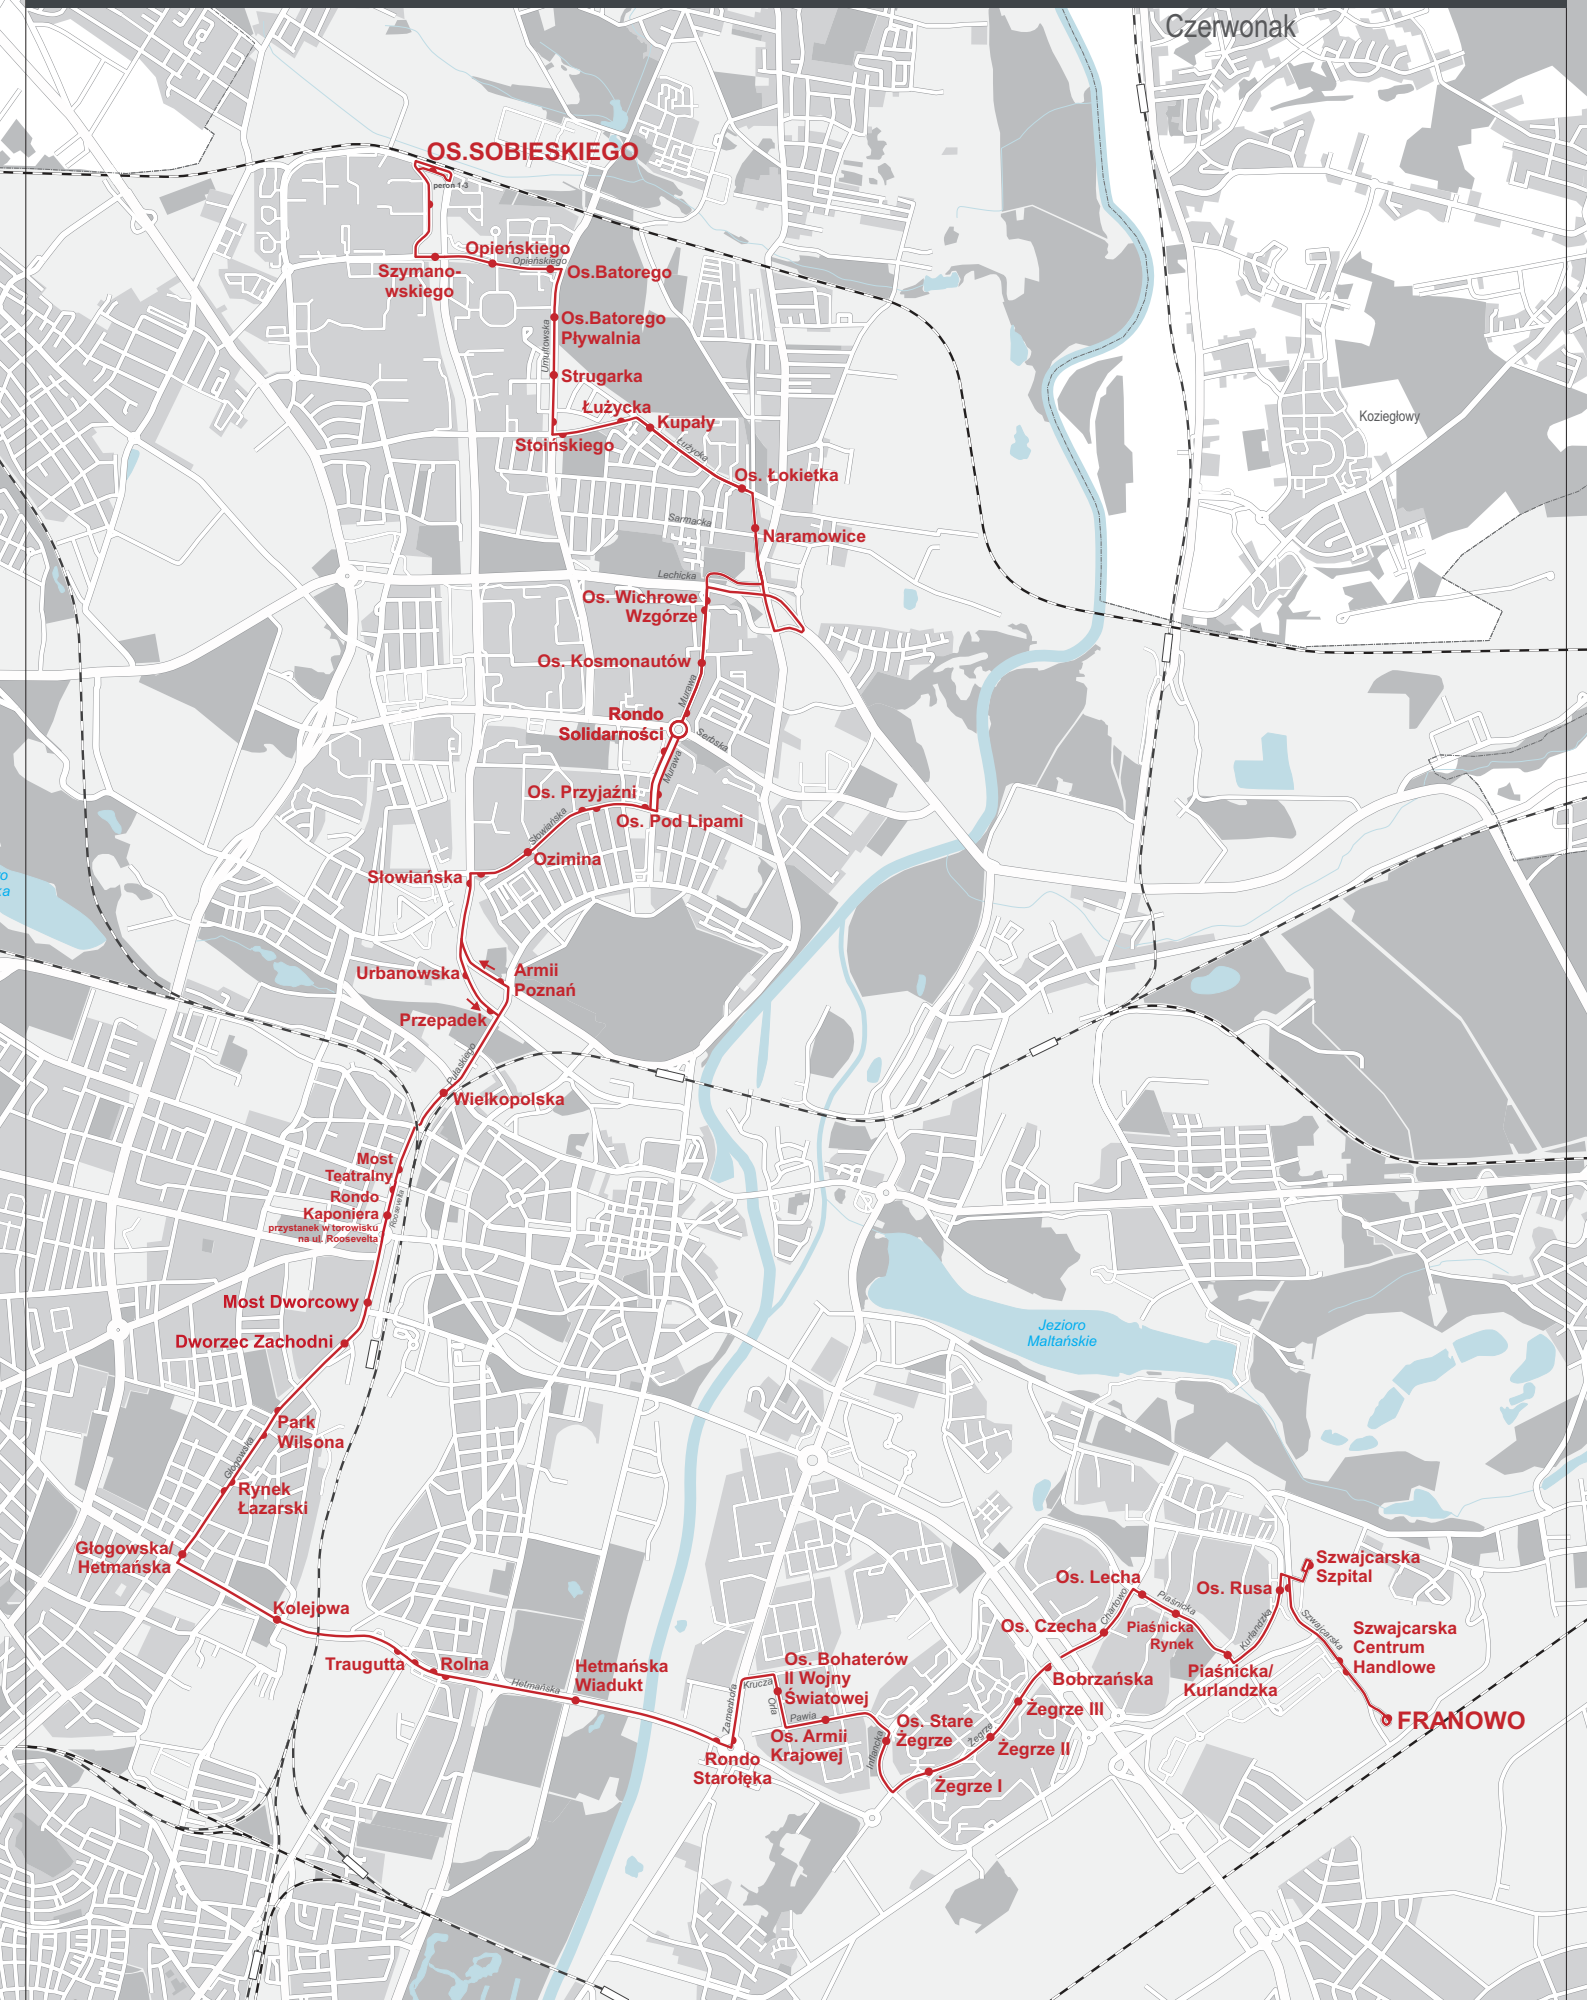 Czerwonak
OS.SOBIESKIEGO
peron 1-3
Opieńskiego
Opieńskiego
Szymano-
wskiego
Os.Batorego
Os.Batorego
Pływalnia
Umultowska
Strugarka
Łużycka
Kupały
Stoińskiego
Łużycka
Koziegłowy
Os. Łokietka
Sarmacka
Naramowice
Lechicka
Os. Wichrowe
Wzgórze
Os. Kosmonautów
Murawa
Rondo
Solidarności
Serbska
Murawa
Os. Przyjaźni
Os. Pod Lipami
Słowiańska
Ozimina
Słowiańska
Urbanowska
Armii
Poznań
Przepadek
Pułaskiego
Wielkopolska
Most
Teatralny
Rondo
Kaponiera
przystanek w torowisku
na ul. Roosevelta
Roosevelta
Most Dworcowy
Dworzec Zachodni
Jezioro
Maltańskie
Park
Wilsona
Głogowska
Rynek
Łazarski
Głogowska/
Hetmańska
Kolejowa
Traugutta
Rolna
Hetmańska
Hetmańska
Wiadukt
Rondo
Starołęka
Zamenhofa
Krucza
Orla
Os. Bohaterów
II Wojny
Światowej
Pawia
Os. Armii
Krajowej
Inflancka
Os. Stare
Żegrze
Żegrze I
Żegrze
Żegrze II
Żegrze III
Bobrzańska
Os. Czecha
Chartowo
Os. Lecha
Piaśnicka
Piaśnicka
Rynek
Piaśnicka/
Kurlandzka
Kurlandzka
Os. Rusa
Szwajcarska
Szpital
Szwajcarska
Szwajcarska
Centrum
Handlowe
FRANOWO